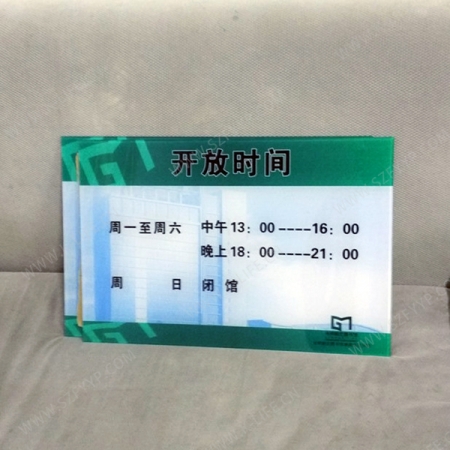 开放时间
周一至周六 中午13：00----16：00
晚上18：00----21：00
周 日 闭馆